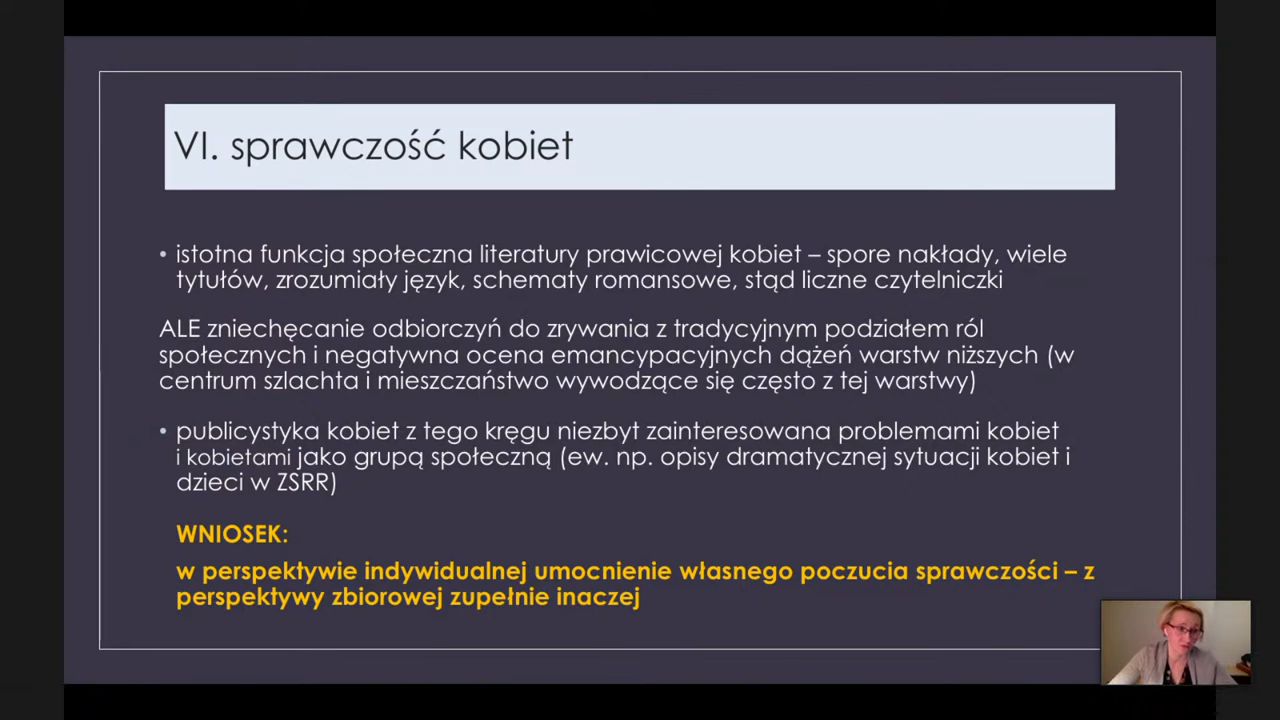 VI. sprawczość kobiet
• istotna funkcja społeczna literatury prawicowej kobiet – spore nakłady, wiele
tytułów, zrozumiały język, schematy romansowe, stąd liczne czytelniczki
ALE zniechęcanie odbiorczyń do zrywania z tradycyjnym podziałem ról
społecznych i negatywna ocena emancypacyjnych dążeń warstw niższych (w
centrum szlachta i mieszczaństwo wywodzące się często z tej warstwy)
• publicystyka kobiet z tego kręgu niezbyt zainteresowana problemami kobiet
i kobietami jako grupą społeczną (ew. np. opisy dramatycznej sytuacji kobiet i
dzieci w ZSRR)
WNIOSEK:
w perspektywie indywidualnej umocnienie własnego poczucia sprawczości – z
perspektywy zbiorowej zupełnie inaczej